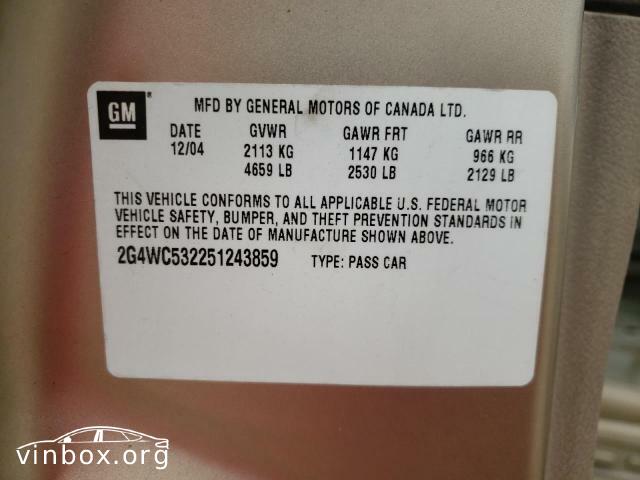 GM ®
MFD BY GENERAL MOTORS OF CANADA LTD.
DATE GVWR GAWR FRT GAWR RR
12/04 2113 KG 1147 KG 966 KG
4659 LB 2530 LB 2129 LB
THIS VEHICLE CONFORMS TO ALL APPLICABLE U.S. FEDERAL MOTOR
VEHICLE SAFETY, BUMPER, AND THEFT PREVENTION STANDARDS IN
EFFECT ON THE DATE OF MANUFACTURE SHOWN ABOVE.
2G4WC532251243859 TYPE: PASS CAR
vinbox.org